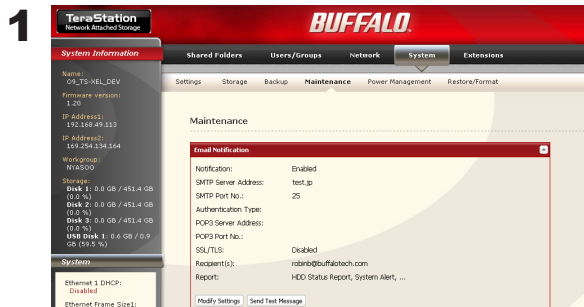 1
TeraStation
Network Attached Storage
BUFFALO
System Information
Shared Folders Users/Groups Network System Extensions
Settings Storage Backup Maintenance Power Management Restore/Format
Name:
09_TS-XEL_DEV
Firmware version:
1.20
IP Address1:
192.168.49.113
IP Address2:
169.254.134.164
Workgroup:
NYASOO
Storage:
Disk 1: 0.0 GB / 451.4 GB
(0.0 %)
Disk 2: 0.0 GB / 451.4 GB
(0.0 %)
Disk 3: 0.0 GB / 451.4 GB
(0.0 %)
USB Disk 1: 0.6 GB / 0.9
GB (59.5 %)
System
Ethernet 1 DHCP:
Disabled
Ethernet Frame Size1:
Maintenance
Email Notification
Notification: Enabled
SMTP Server Address: test.jp
SMTP Port No.: 25
Authentication Type:
POP3 Server Address:
POP3 Port No.:
SSL/TLS: Disabled
Recipient(s): robinb@buffalotech.com
Report: HDD Status Report, System Alert, ...
Modify Settings Send Test Message